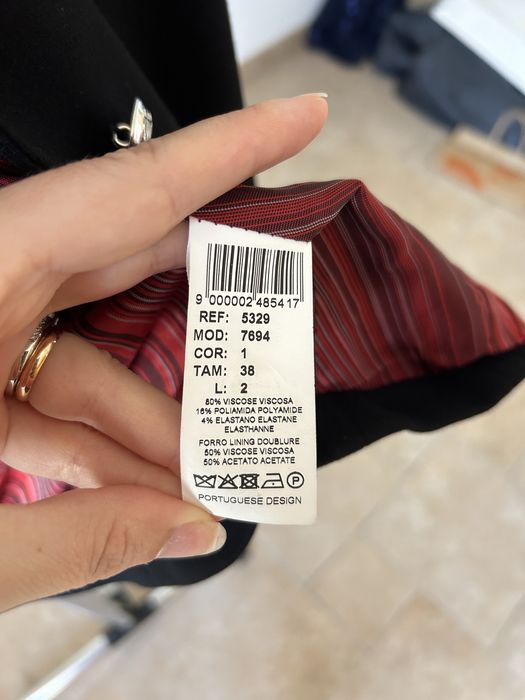 9 000002 485417
REF: 5329
MOD: 7694
COR: 1
TAM: 38
L: 2
80% VISCOSE VISCOSA
16% POLIAMIDA POLYAMIDE
4% ELASTANO ELASTANE
ELASTHANNE
FORRO LINING DOUBLURE
50% VISCOSE VISCOSA
50% ACETATO ACETATE
P
PORTUGUESE DESIGN